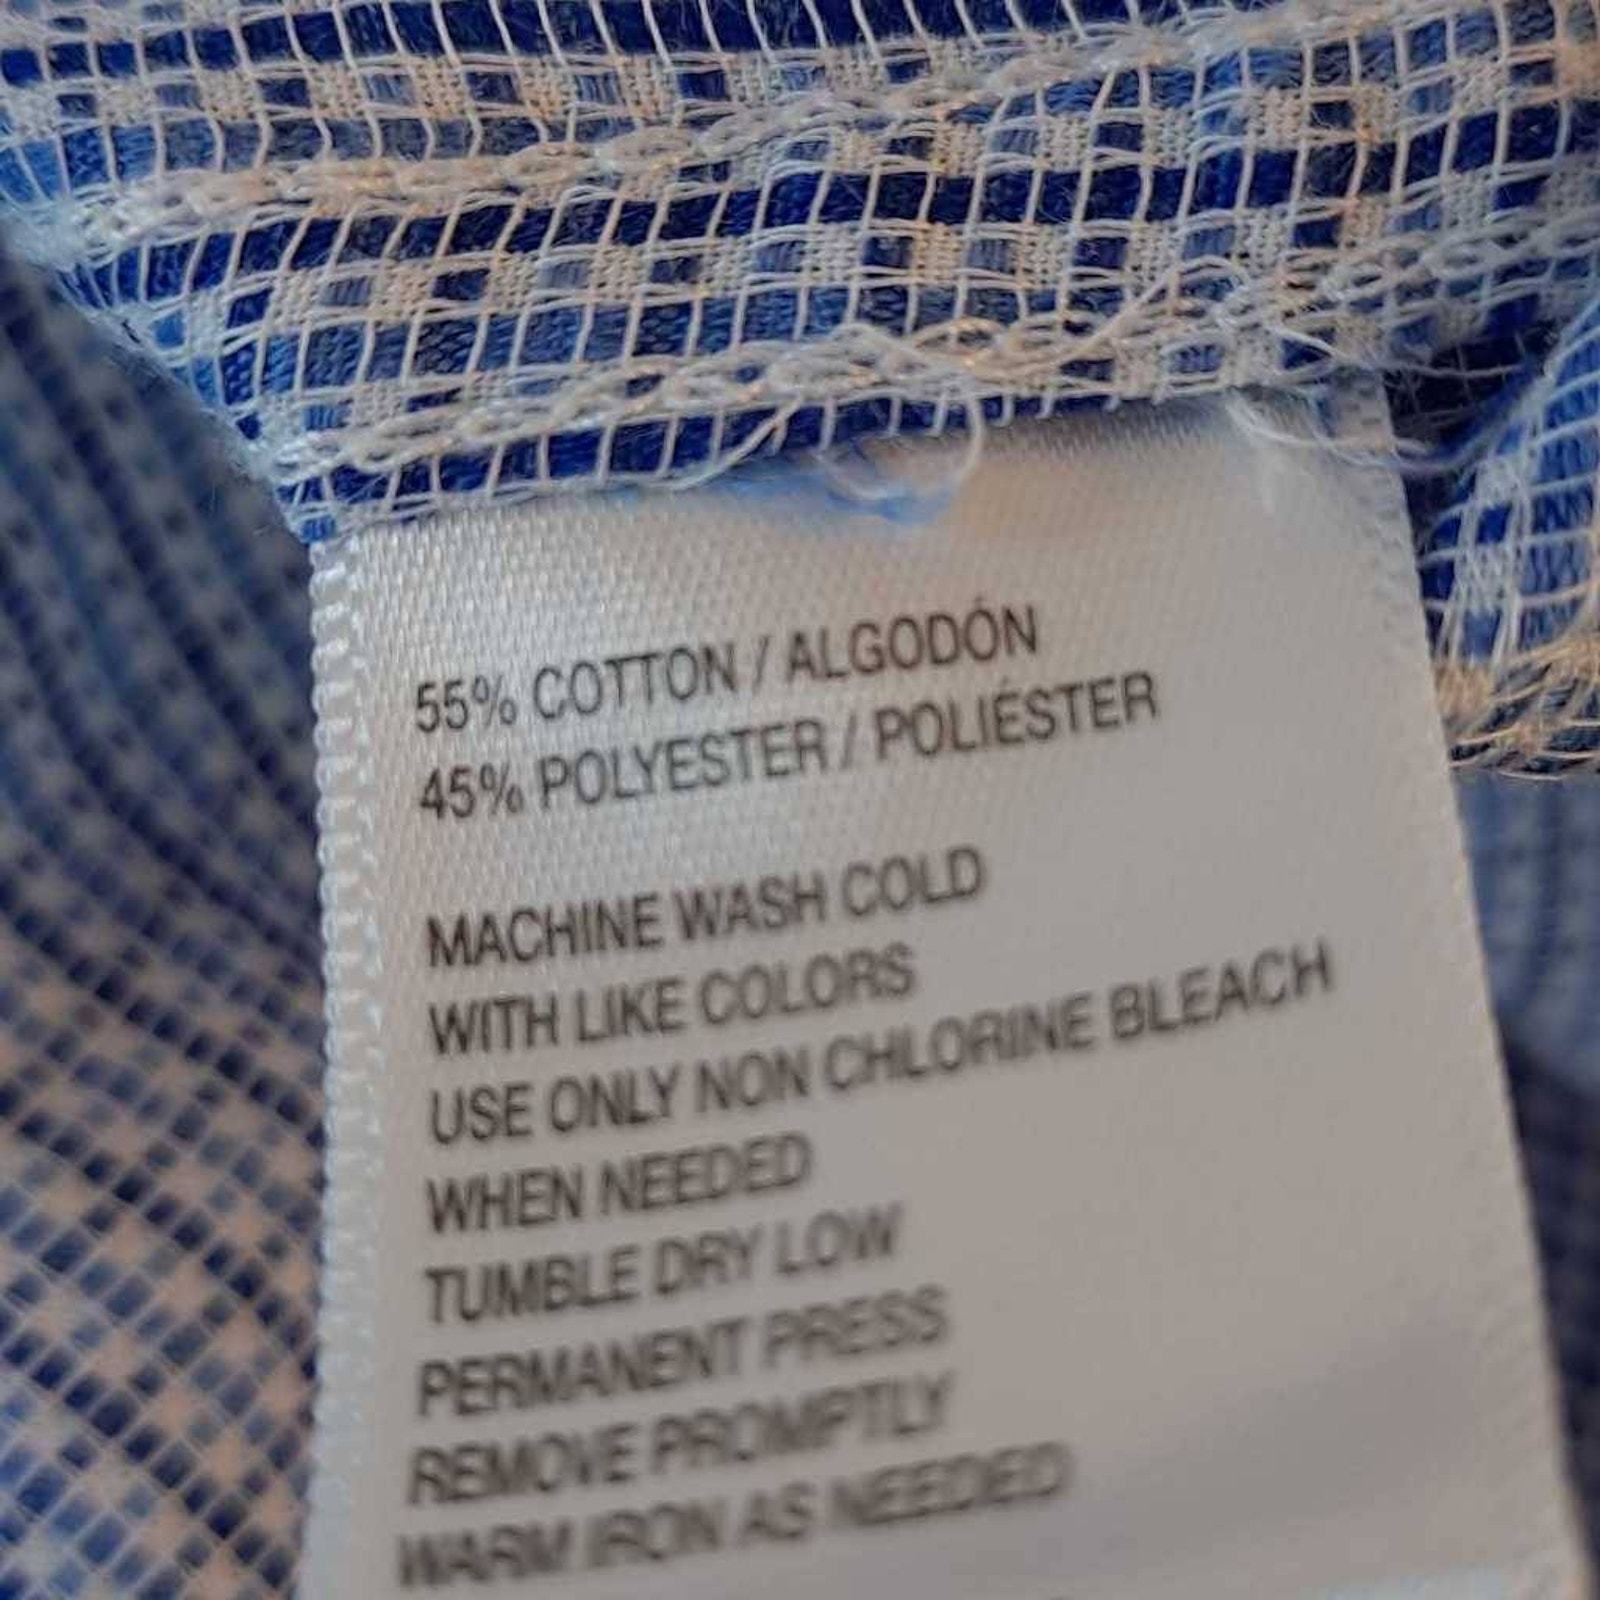 55% COTTON / ALGODÓN
45% POLYESTER / POLIÉSTER
MACHINE WASH COLD
WITH LIKE COLORS
USE ONLY NON CHLORINE BLEACH
WHEN NEEDED
TUMBLE DRY LOW
PERMANENT PRESS
REMOVE PROMPTLY
WARM IRON AS NEEDED